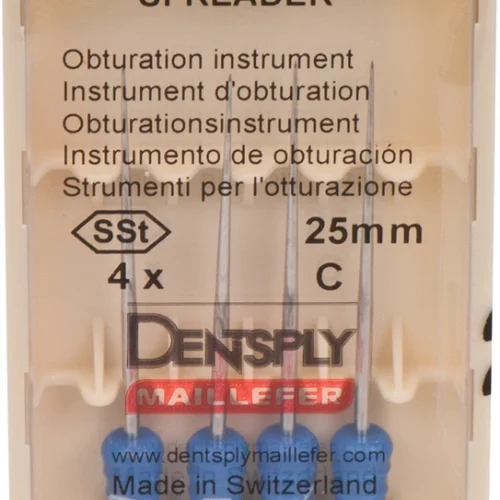 SPREADER
Obturation instrument
Instrument d'obturation
Obturationsinstrument
Instrumento de obturación
Strumenti per l'otturazione
SSt 25mm
4 x C
DENTSPLY
MAILLEFER
www.dentsplymaillefer.com
Made in Switzerland